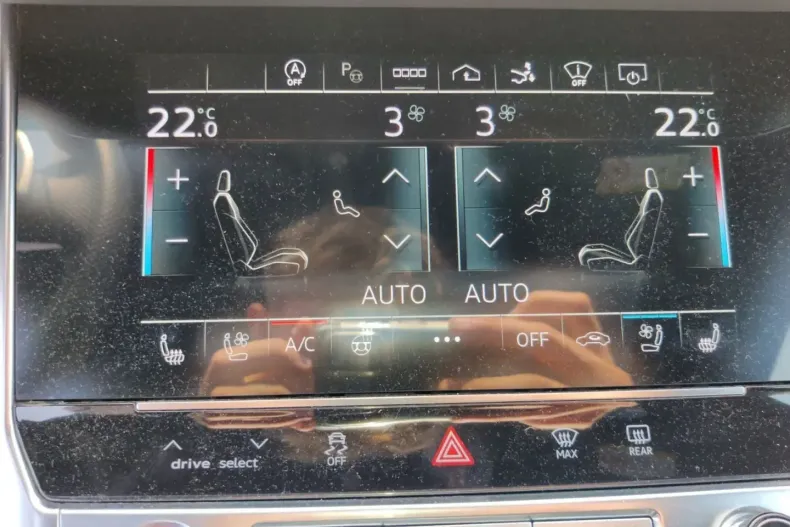 A
OFF
P
OFF
22.0 °C
3
3
22.0 °C
+
+
−
−
AUTO
AUTO
A/C
OFF
drive select
OFF
MAX
REAR